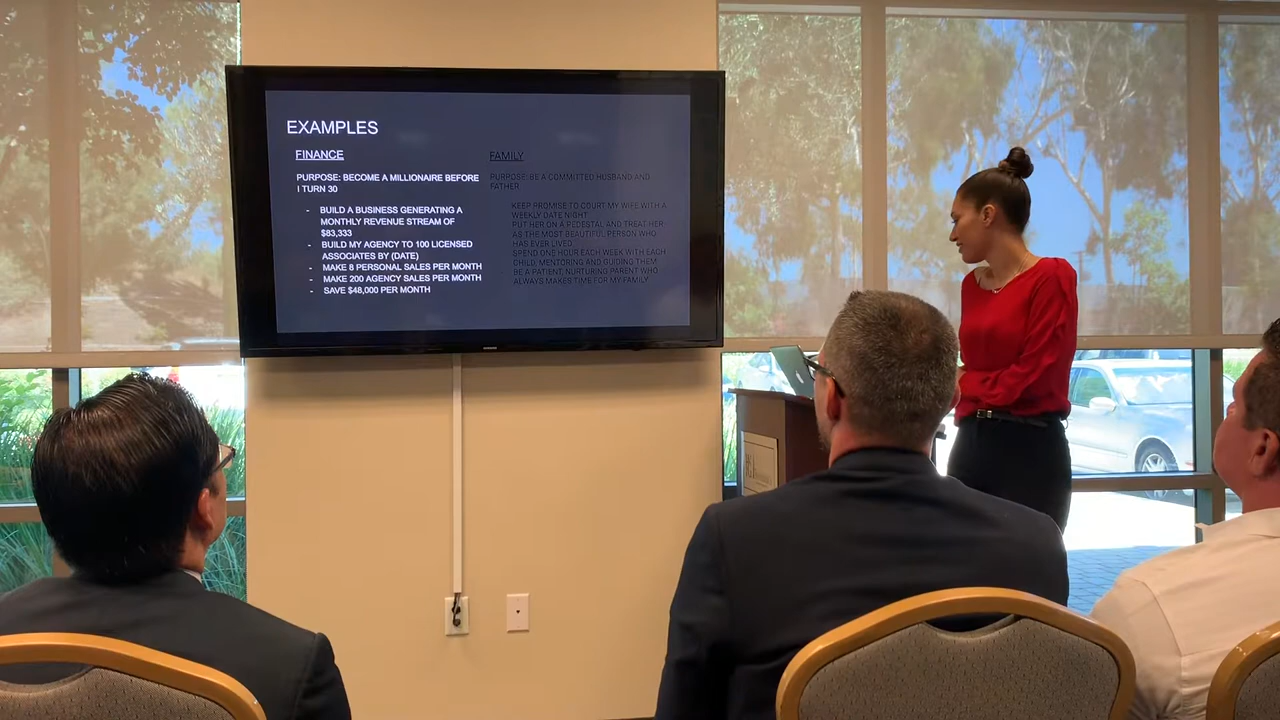 EXAMPLES
FINANCE
PURPOSE: BECOME A MILLIONAIRE BEFORE
I TURN 30
- BUILD A BUSINESS GENERATING A
MONTHLY REVENUE STREAM OF
$83,333
- BUILD MY AGENCY TO 100 LICENSED
ASSOCIATES BY (DATE)
- MAKE 8 PERSONAL SALES PER MONTH
- MAKE 200 AGENCY SALES PER MONTH
- SAVE $48,000 PER MONTH
FAMILY
PURPOSE: BE A COMMITTED HUSBAND AND
FATHER
KEEP PROMISE TO COURT MY WIFE WITH A
WEEKLY DATE NIGHT
PUT HER ON A PEDESTAL AND TREAT HER
AS THE MOST BEAUTIFUL PERSON WHO
HAS EVER LIVED
SPEND ONE HOUR EACH WEEK WITH EACH
CHILD, MENTORING AND GUIDING THEM
BE A PATIENT, NURTURING PARENT WHO
ALWAYS MAKES TIME FOR MY FAMILY